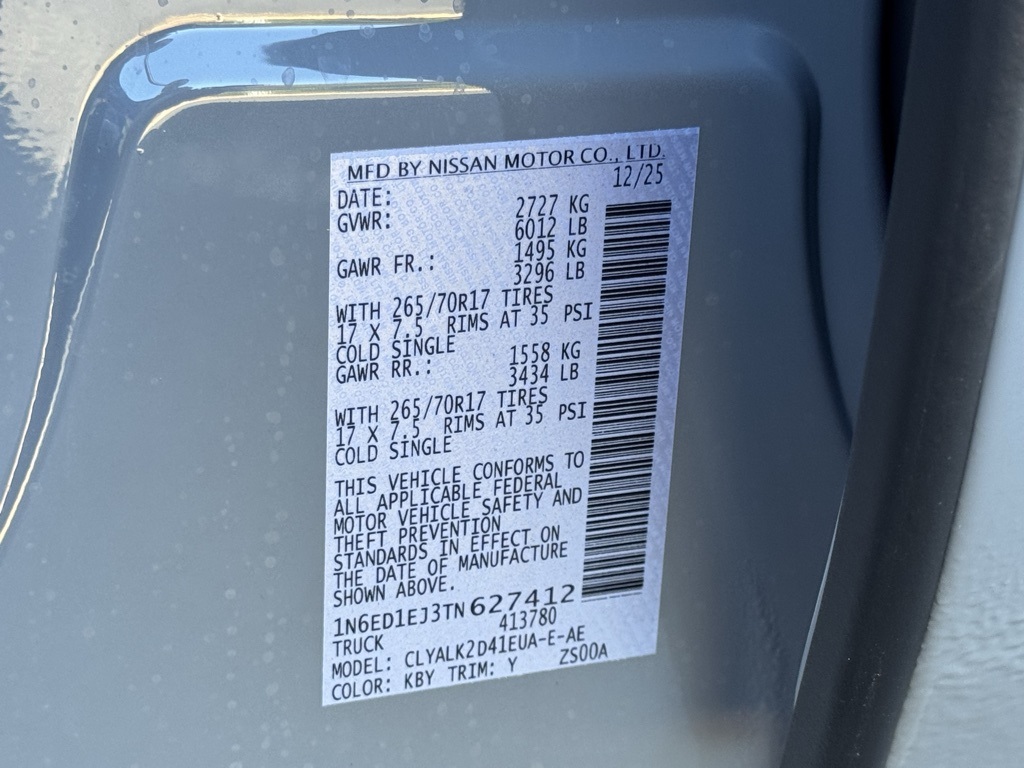 MFD BY NISSAN MOTOR CO., LTD.
DATE: 12/25
GVWR: 2727 KG
6012 LB
GAWR FR.: 1495 KG
3296 LB
WITH 265/70R17 TIRES
17 X 7.5 RIMS AT 35 PSI
COLD SINGLE
GAWR RR.: 1558 KG
3434 LB
WITH 265/70R17 TIRES
17 X 7.5 RIMS AT 35 PSI
COLD SINGLE
THIS VEHICLE CONFORMS TO
ALL APPLICABLE FEDERAL
MOTOR VEHICLE SAFETY AND
THEFT PREVENTION
STANDARDS IN EFFECT ON
THE DATE OF MANUFACTURE
SHOWN ABOVE.
1N6ED1EJ3TN627412
TRUCK 413780
MODEL: CLYALK2D41EUA-E-AE
COLOR: KBY TRIM: Y ZS00A